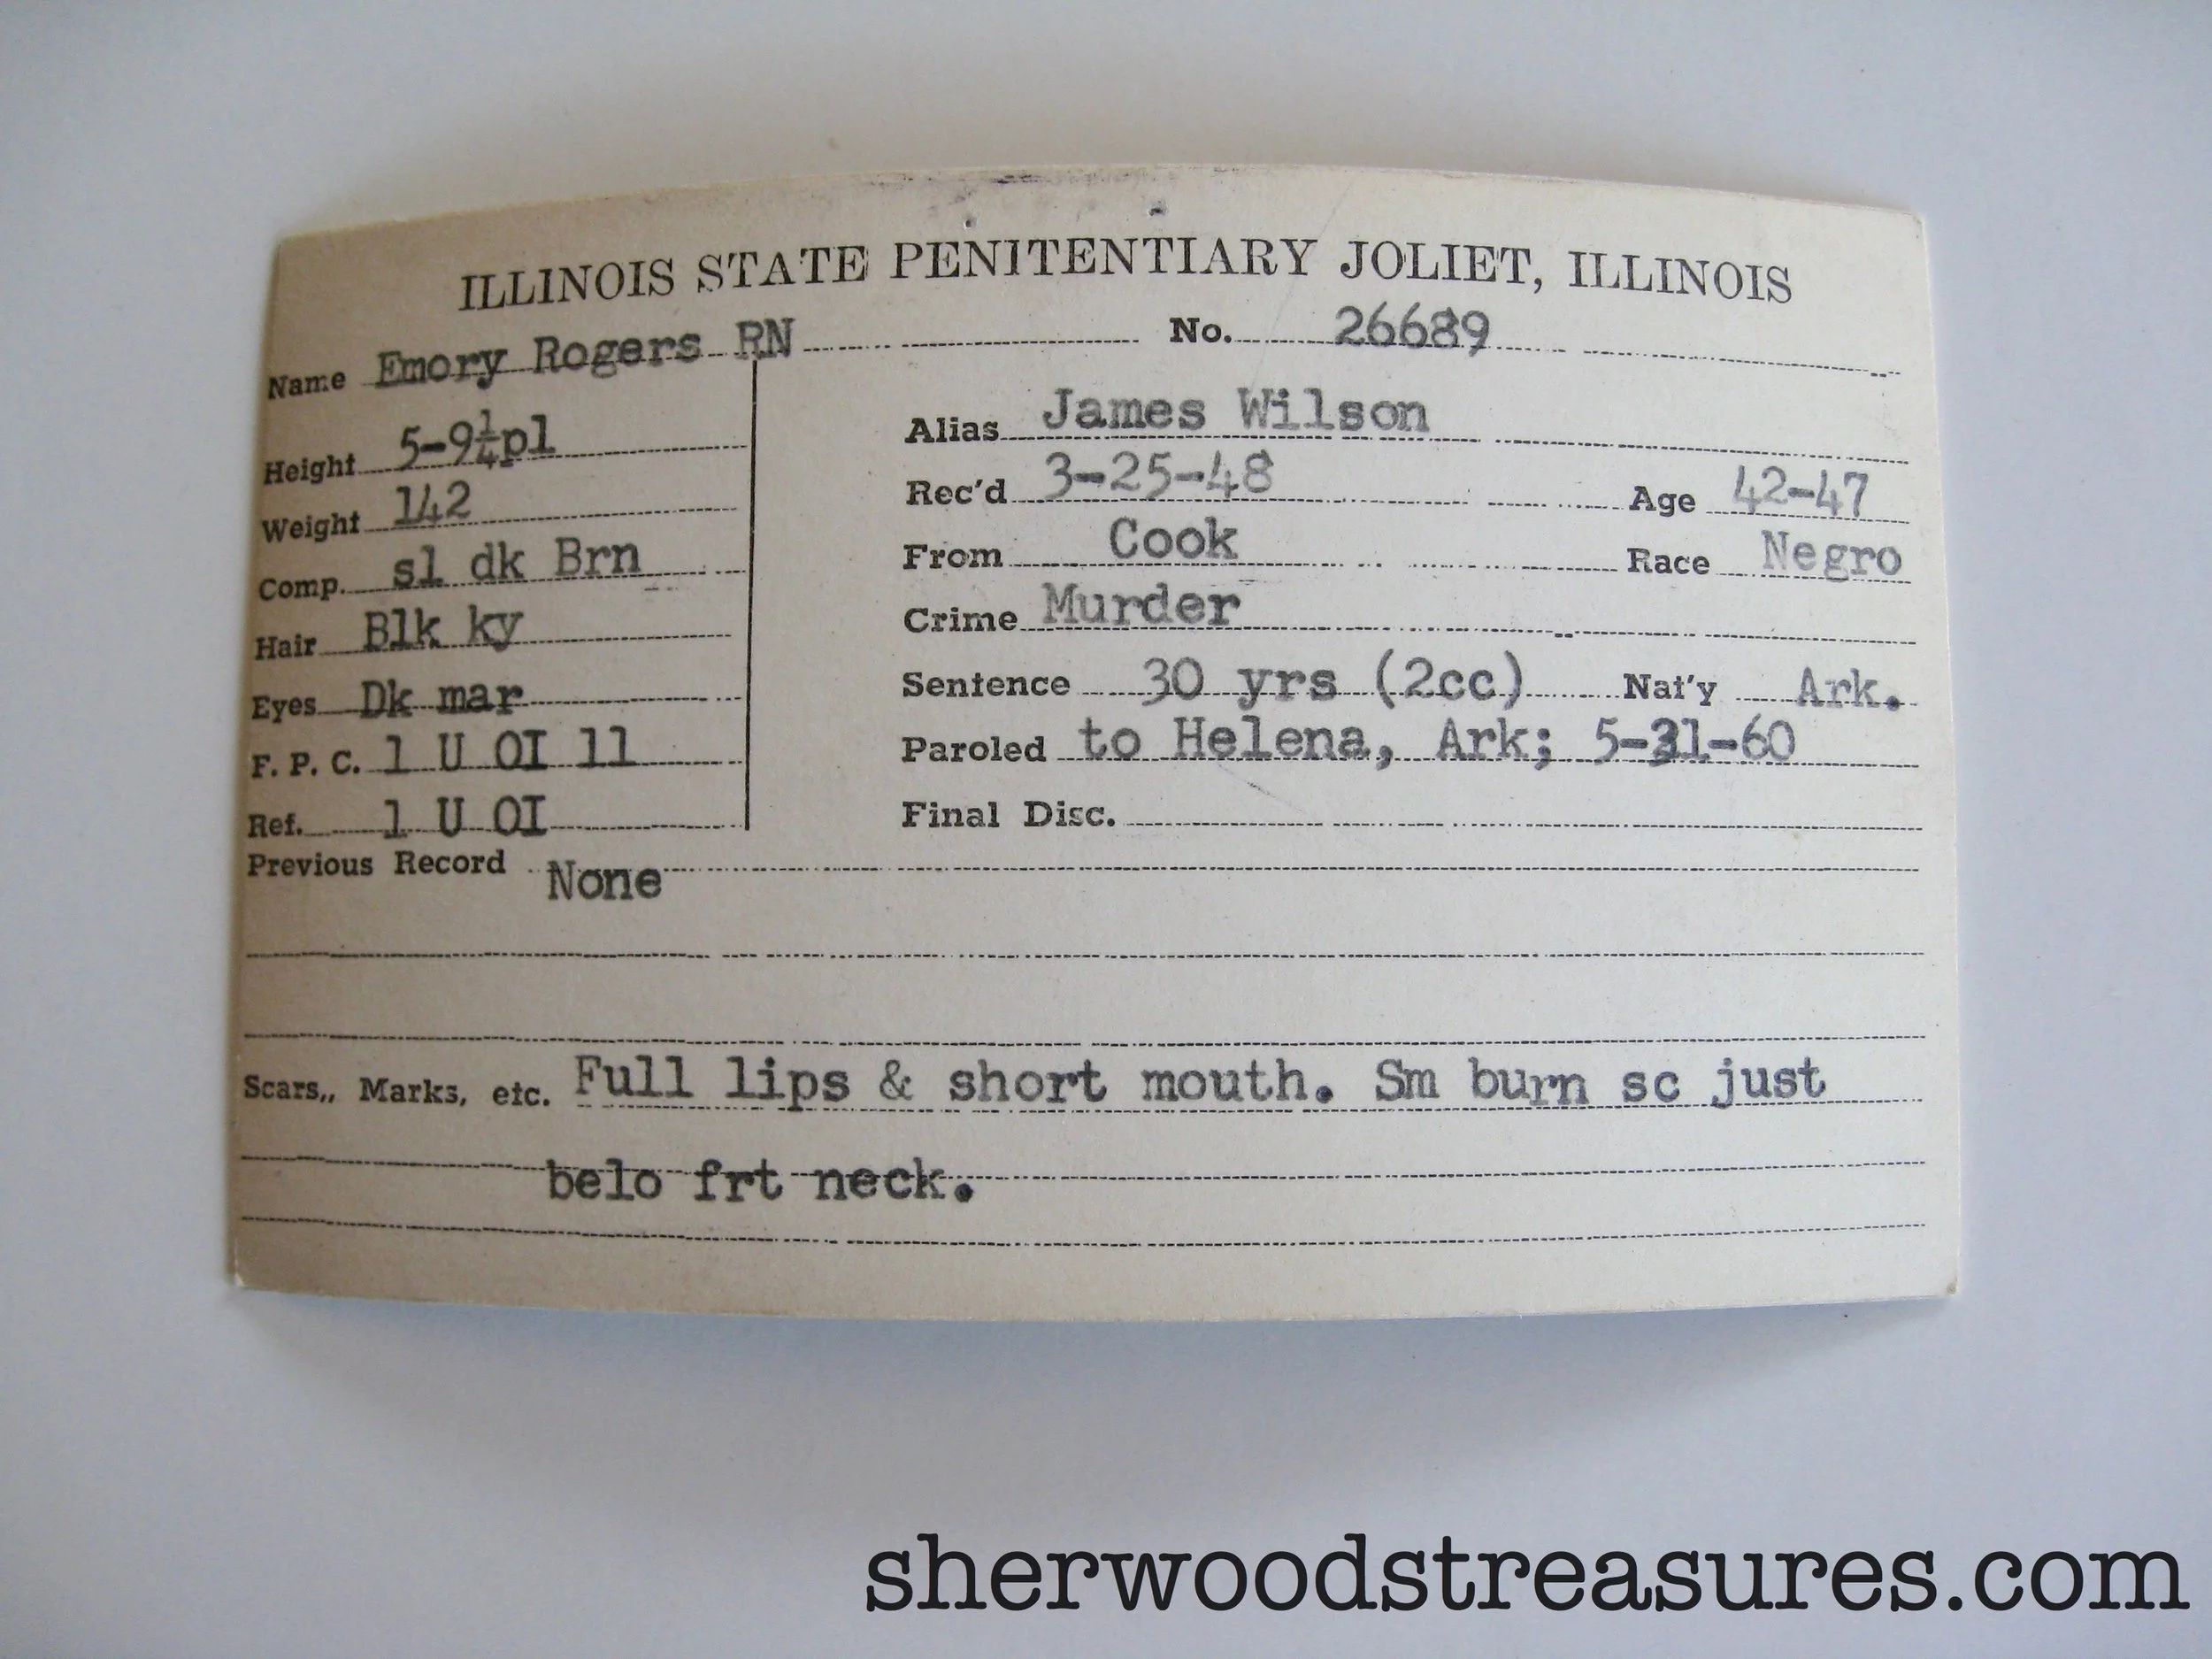 ILLINOIS STATE PENITENTIARY JOLIET, ILLINOIS
Name Emory Rogers RN No. 26689
Height 5-9¼pl Alias James Wilson
Weight 142 Rec'd 3-25-48 Age 42-47
Comp. sl dk Brn From Cook Race Negro
Hair Blk ky Crime Murder
Eyes Dk mar Sentence 30 yrs (2cc) Nat'y Ark.
F. P. C. 1 U OI 11 Paroled to Helena, Ark; 5-31-60
Ref. 1 U OI Final Disc.
Previous Record None
Scars,, Marks, etc. Full lips & short mouth. Sm burn sc just
belo frt neck.
sherwoodstreasures.com